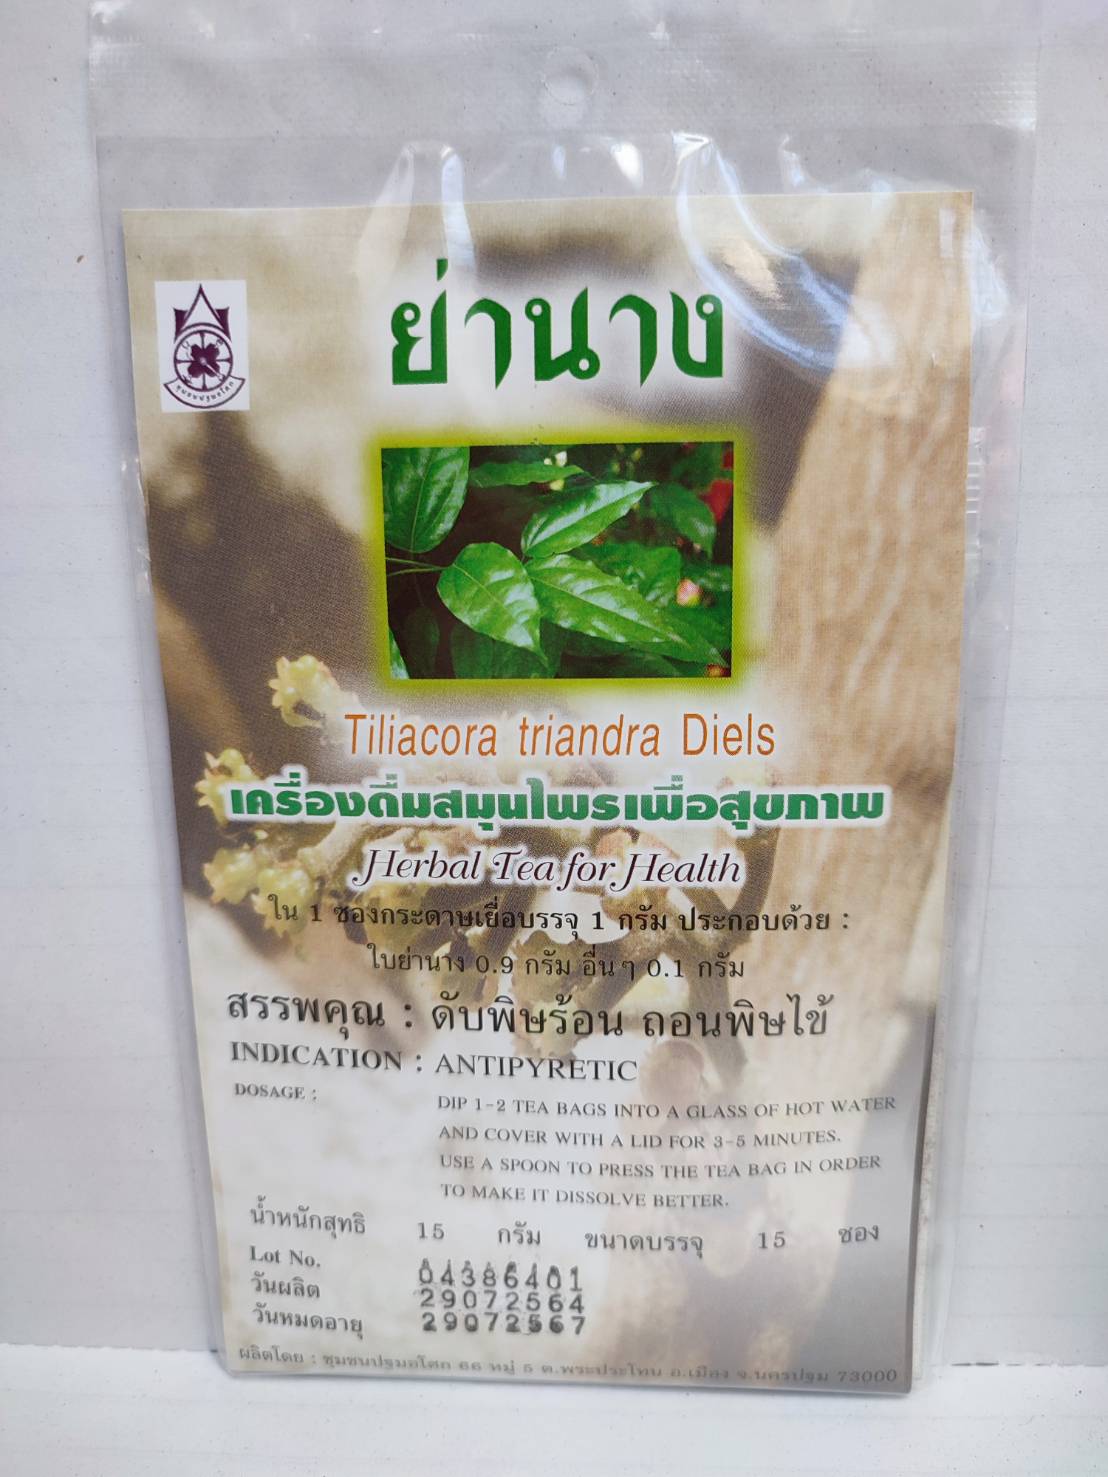 ชุมชนปฐมอโศก
ย่านาง
Tiliacora triandra Diels
เครื่องดื่มสมุนไพรเพื่อสุขภาพ
Herbal Tea for Health
ใน 1 ซองกระดาษเยื่อบรรจุ 1 กรัม ประกอบด้วย :
ใบย่านาง 0.9 กรัม อื่นๆ 0.1 กรัม
สรรพคุณ : ดับพิษร้อน ถอนพิษไข้
INDICATION : ANTIPYRETIC
DOSAGE : DIP 1-2 TEA BAGS INTO A GLASS OF HOT WATER
AND COVER WITH A LID FOR 3-5 MINUTES.
USE A SPOON TO PRESS THE TEA BAG IN ORDER
TO MAKE IT DISSOLVE BETTER.
น้ำหนักสุทธิ 15 กรัม ขนาดบรรจุ 15 ซอง
Lot No. 04386401
วันผลิต 29072564
วันหมดอายุ 29072567
ผลิตโดย : ชุมชนปฐมอโศก 66 หมู่ 5 ต.พระประโทน อ.เมือง จ.นครปฐม 73000